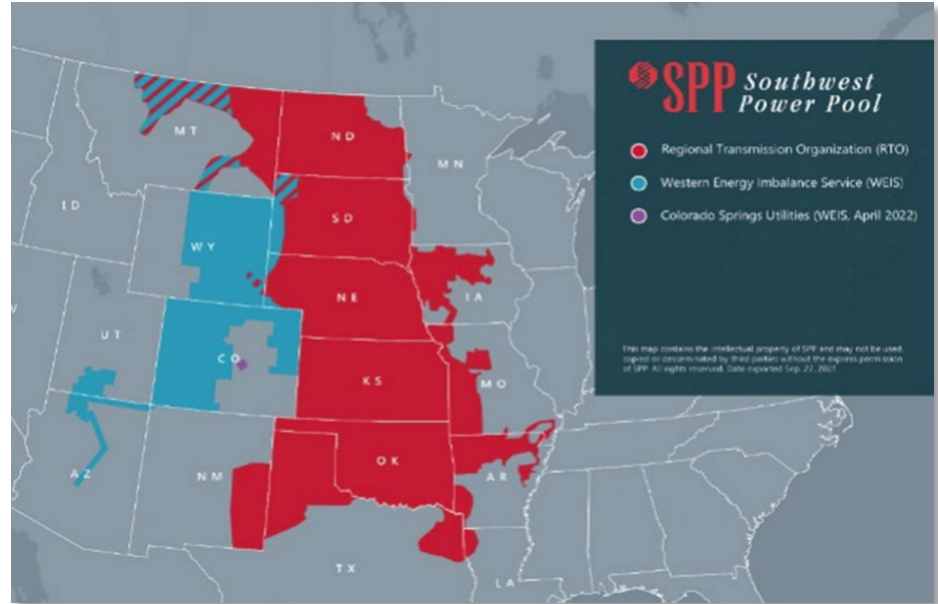 SPP Southwest
Power Pool
Regional Transmission Organization (RTO)
Western Energy Imbalance Service (WEIS)
Colorado Springs Utilities (WEIS, April 2022)
This map contains the intellectual property of SPP and may not be used,
copied or disseminated by third parties without the express permission
of SPP. All rights reserved. Date exported Sep. 27, 2021.
MT
ND
MN
ID
SD
WY
NE
IA
UT
CO
KS
MO
AZ
NM
OK
AR
TX
LA